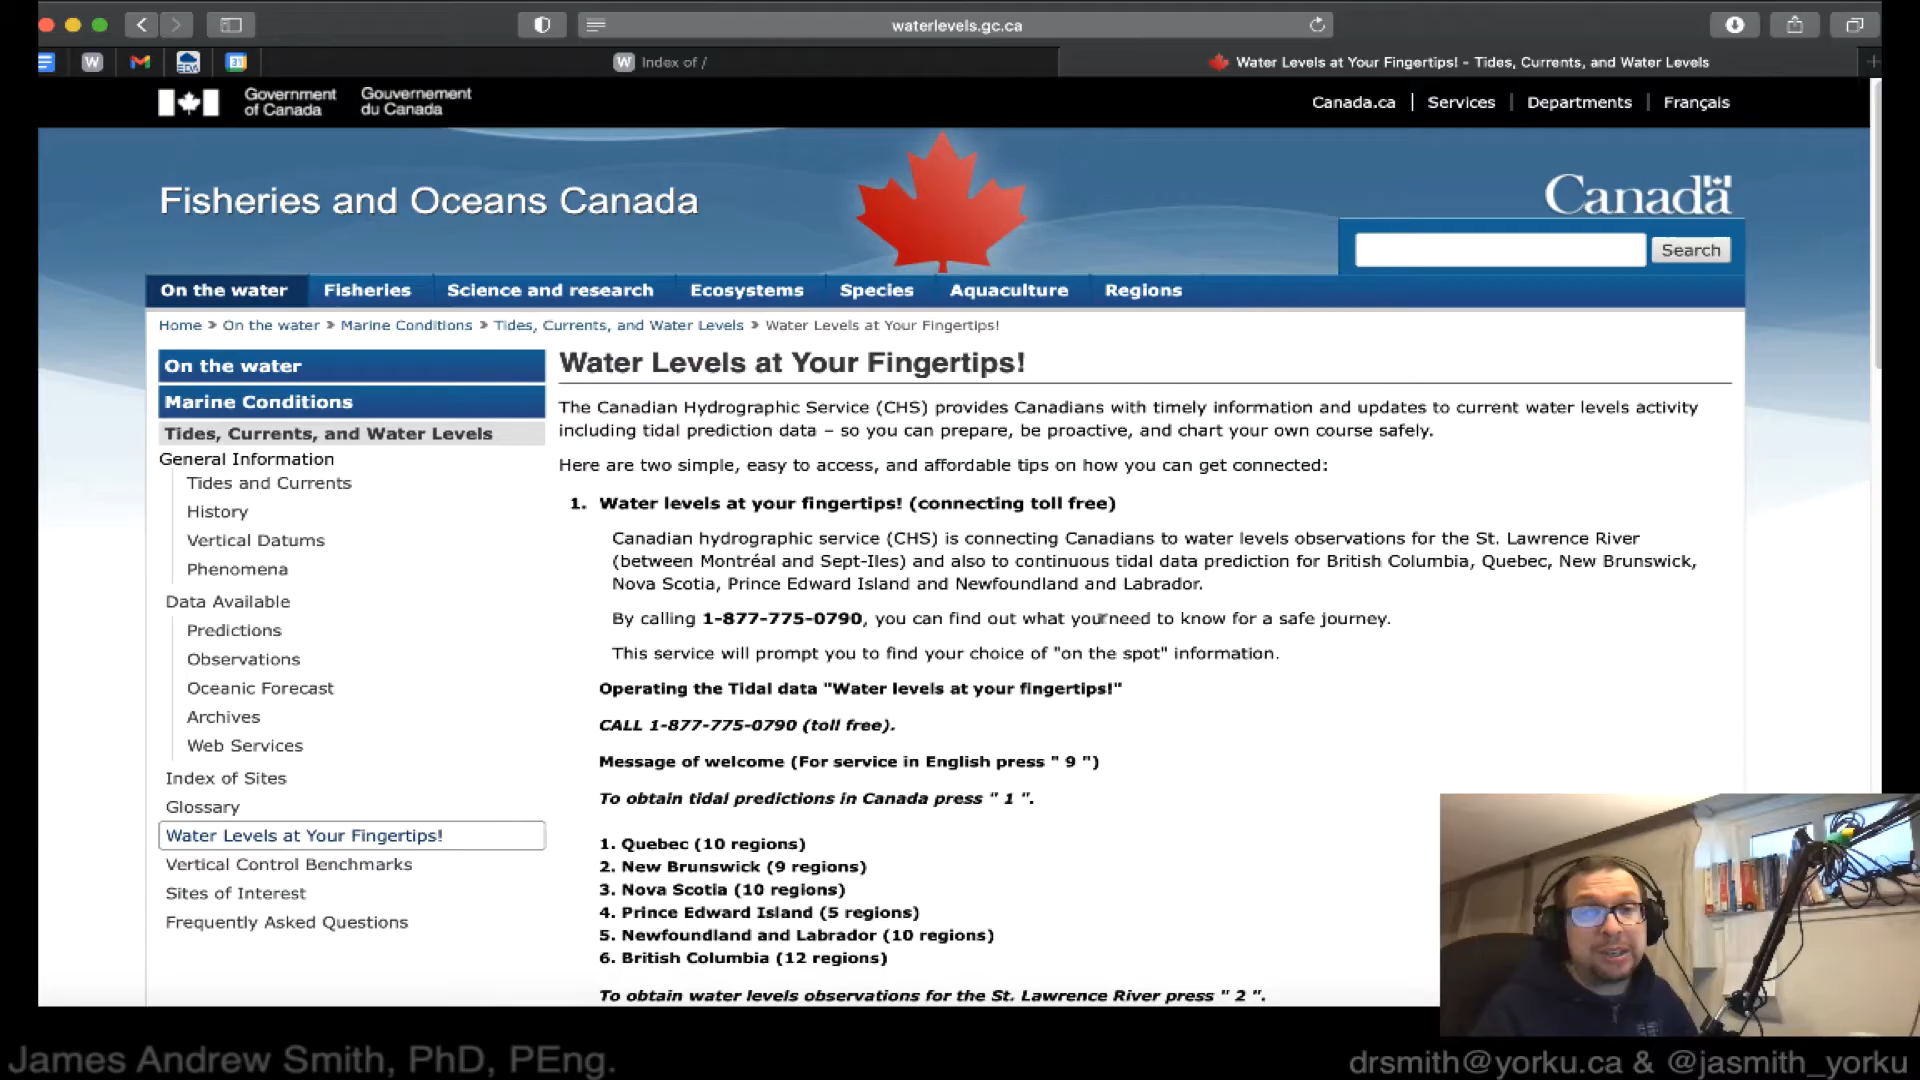 waterlevels.gc.ca
W
W Index of /
Water Levels at Your Fingertips! – Tides, Currents, and Water Levels
Government of Canada
Gouvernement du Canada
Canada.ca | Services | Departments | Français
Fisheries and Oceans Canada
Canada
Search
On the water Fisheries Science and research Ecosystems Species Aquaculture Regions
Home » On the water » Marine Conditions » Tides, Currents, and Water Levels » Water Levels at Your Fingertips!
On the water
Marine Conditions
Tides, Currents, and Water Levels
General Information
Tides and Currents
History
Vertical Datums
Phenomena
Data Available
Predictions
Observations
Oceanic Forecast
Archives
Web Services
Index of Sites
Glossary
Water Levels at Your Fingertips!
Vertical Control Benchmarks
Sites of Interest
Frequently Asked Questions
Water Levels at Your Fingertips!
The Canadian Hydrographic Service (CHS) provides Canadians with timely information and updates to current water levels activity
including tidal prediction data – so you can prepare, be proactive, and chart your own course safely.
Here are two simple, easy to access, and affordable tips on how you can get connected:
1. Water levels at your fingertips! (connecting toll free)
Canadian hydrographic service (CHS) is connecting Canadians to water levels observations for the St. Lawrence River
(between Montréal and Sept-Iles) and also to continuous tidal data prediction for British Columbia, Quebec, New Brunswick,
Nova Scotia, Prince Edward Island and Newfoundland and Labrador.
By calling 1-877-775-0790, you can find out what you need to know for a safe journey.
This service will prompt you to find your choice of "on the spot" information.
Operating the Tidal data "Water levels at your fingertips!"
CALL 1-877-775-0790 (toll free).
Message of welcome (For service in English press " 9 ")
To obtain tidal predictions in Canada press " 1 ".
1. Quebec (10 regions)
2. New Brunswick (9 regions)
3. Nova Scotia (10 regions)
4. Prince Edward Island (5 regions)
5. Newfoundland and Labrador (10 regions)
6. British Columbia (12 regions)
To obtain water levels observations for the St. Lawrence River press " 2 ".
James Andrew Smith, PhD, PEng.
drsmith@yorku.ca & @jasmith_yorku